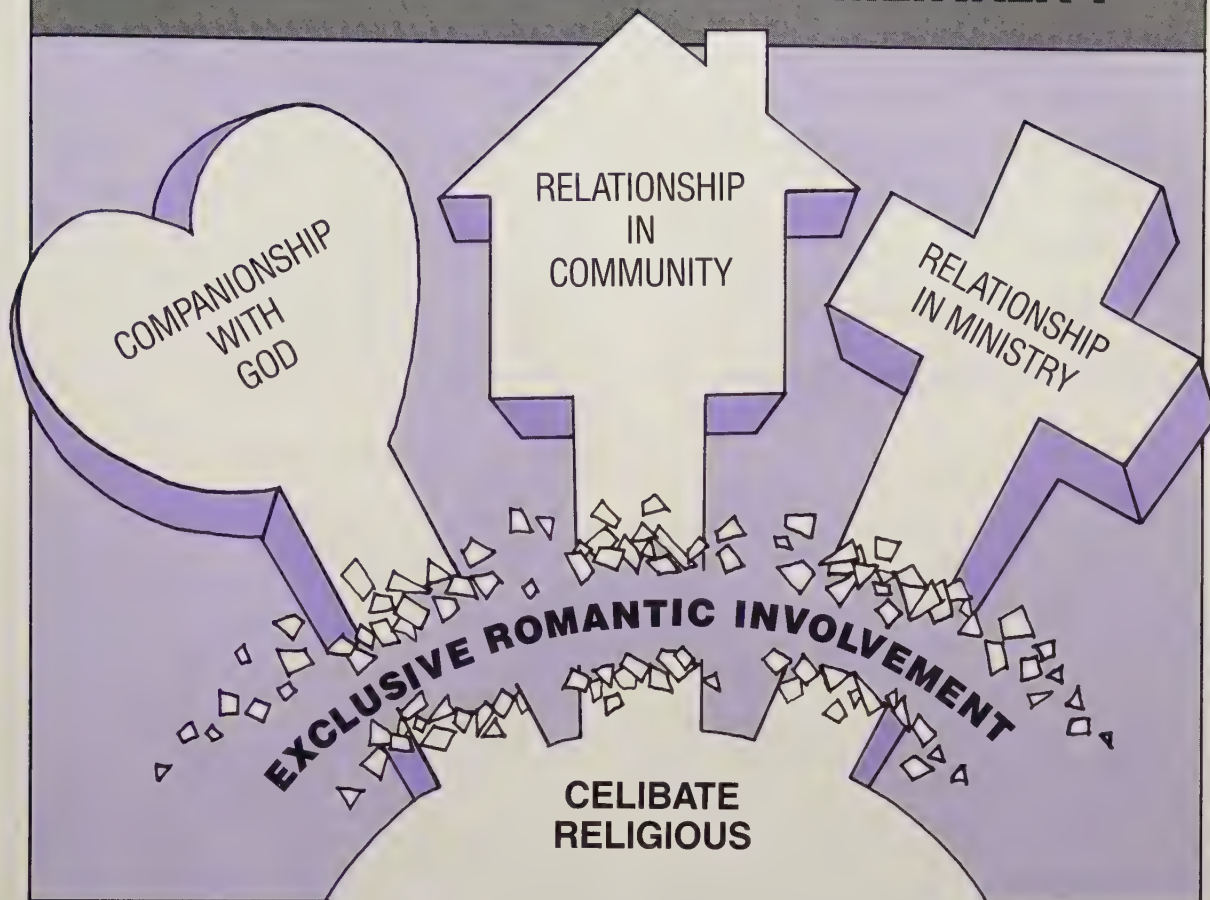 COMPANIONSHIP
WITH
GOD
RELATIONSHIP
IN
COMMUNITY
RELATIONSHIP
IN MINISTRY
EXCLUSIVE ROMANTIC INVOLVEMENT
CELIBATE
RELIGIOUS